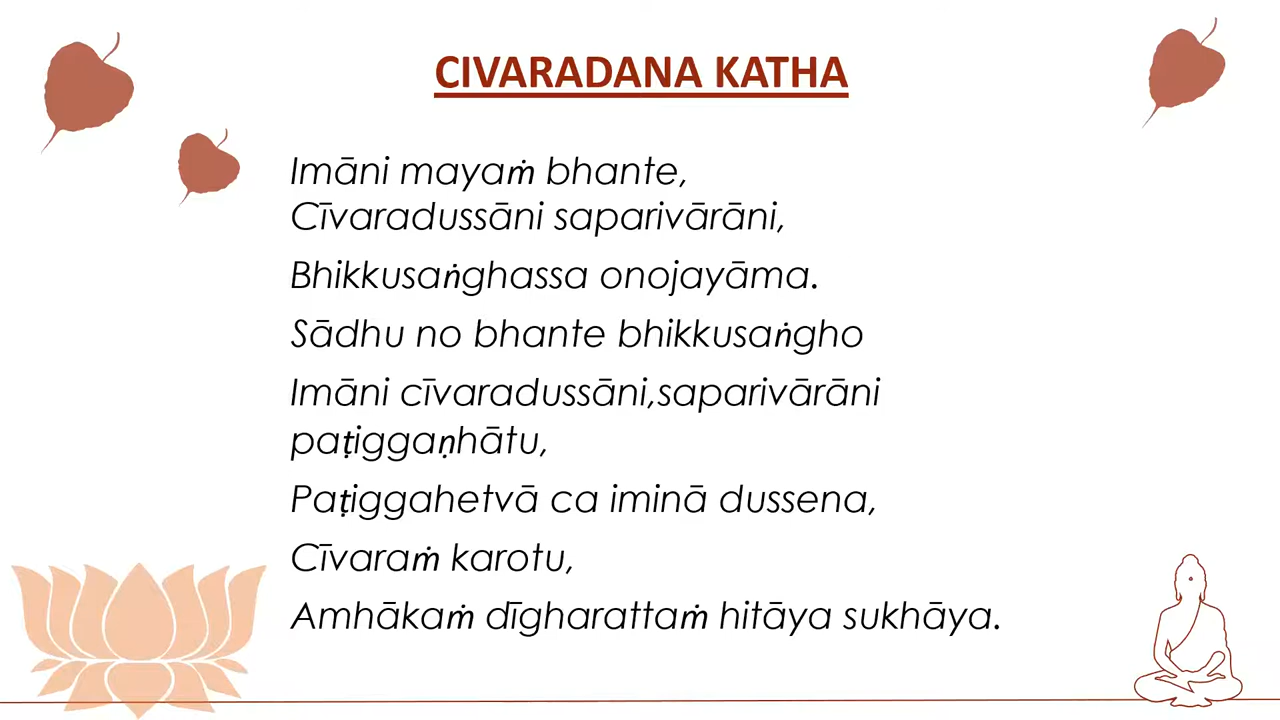 CIVARADANA KATHA
Imāni mayaṁ bhante,
Cīvaradussāni saparivārāni,
Bhikkusaṅghassa onojayāma.
Sādhu no bhante bhikkusaṅgho
Imāni cīvaradussāni,saparivārāni
paṭiggaṇhātu,
Paṭiggahetvā ca iminā dussena,
Cīvaraṁ karotu,
Amhākaṁ dīgharattaṁ hitāya sukhāya.